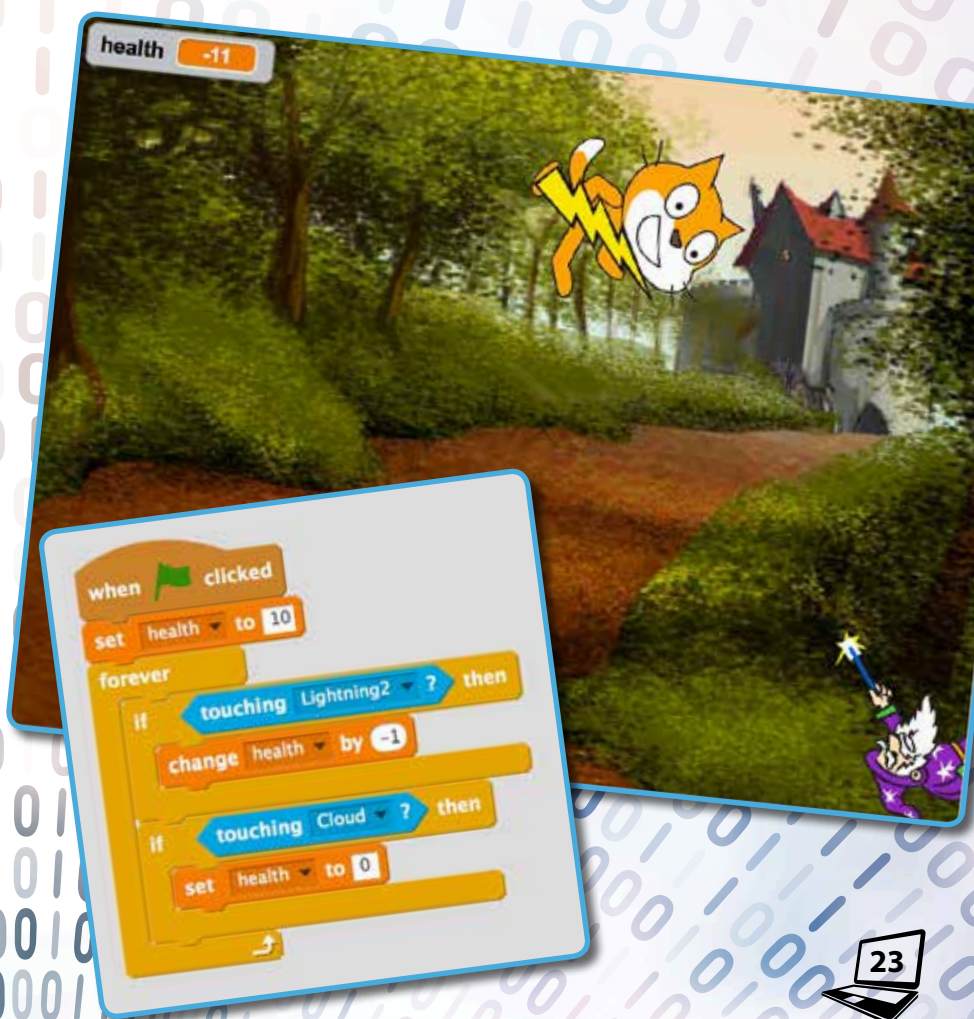 health -11
when clicked
set health to 10
forever
if touching Lightning2 ? then
change health by -1
if touching Cloud ? then
set health to 0
23